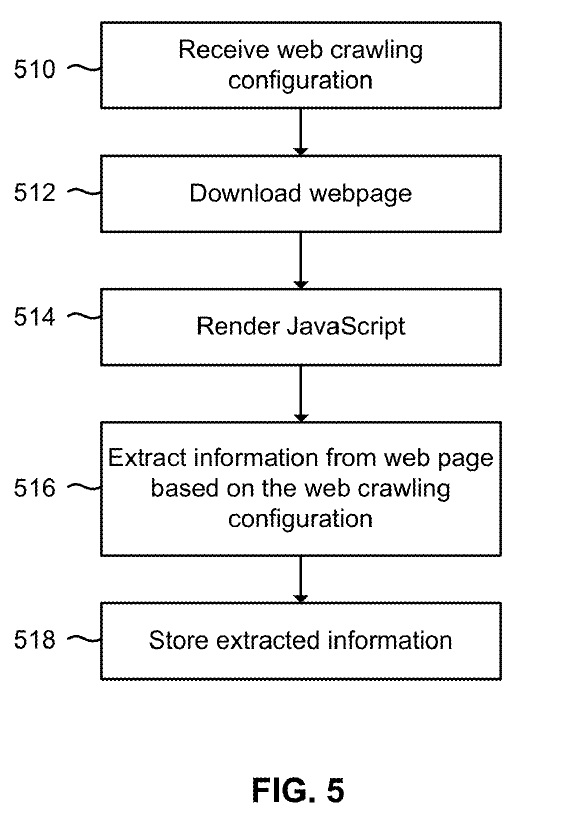 510
Receive web crawling
configuration
512
Download webpage
514
Render JavaScript
516
Extract information from web page
based on the web crawling
configuration
518
Store extracted information
FIG. 5